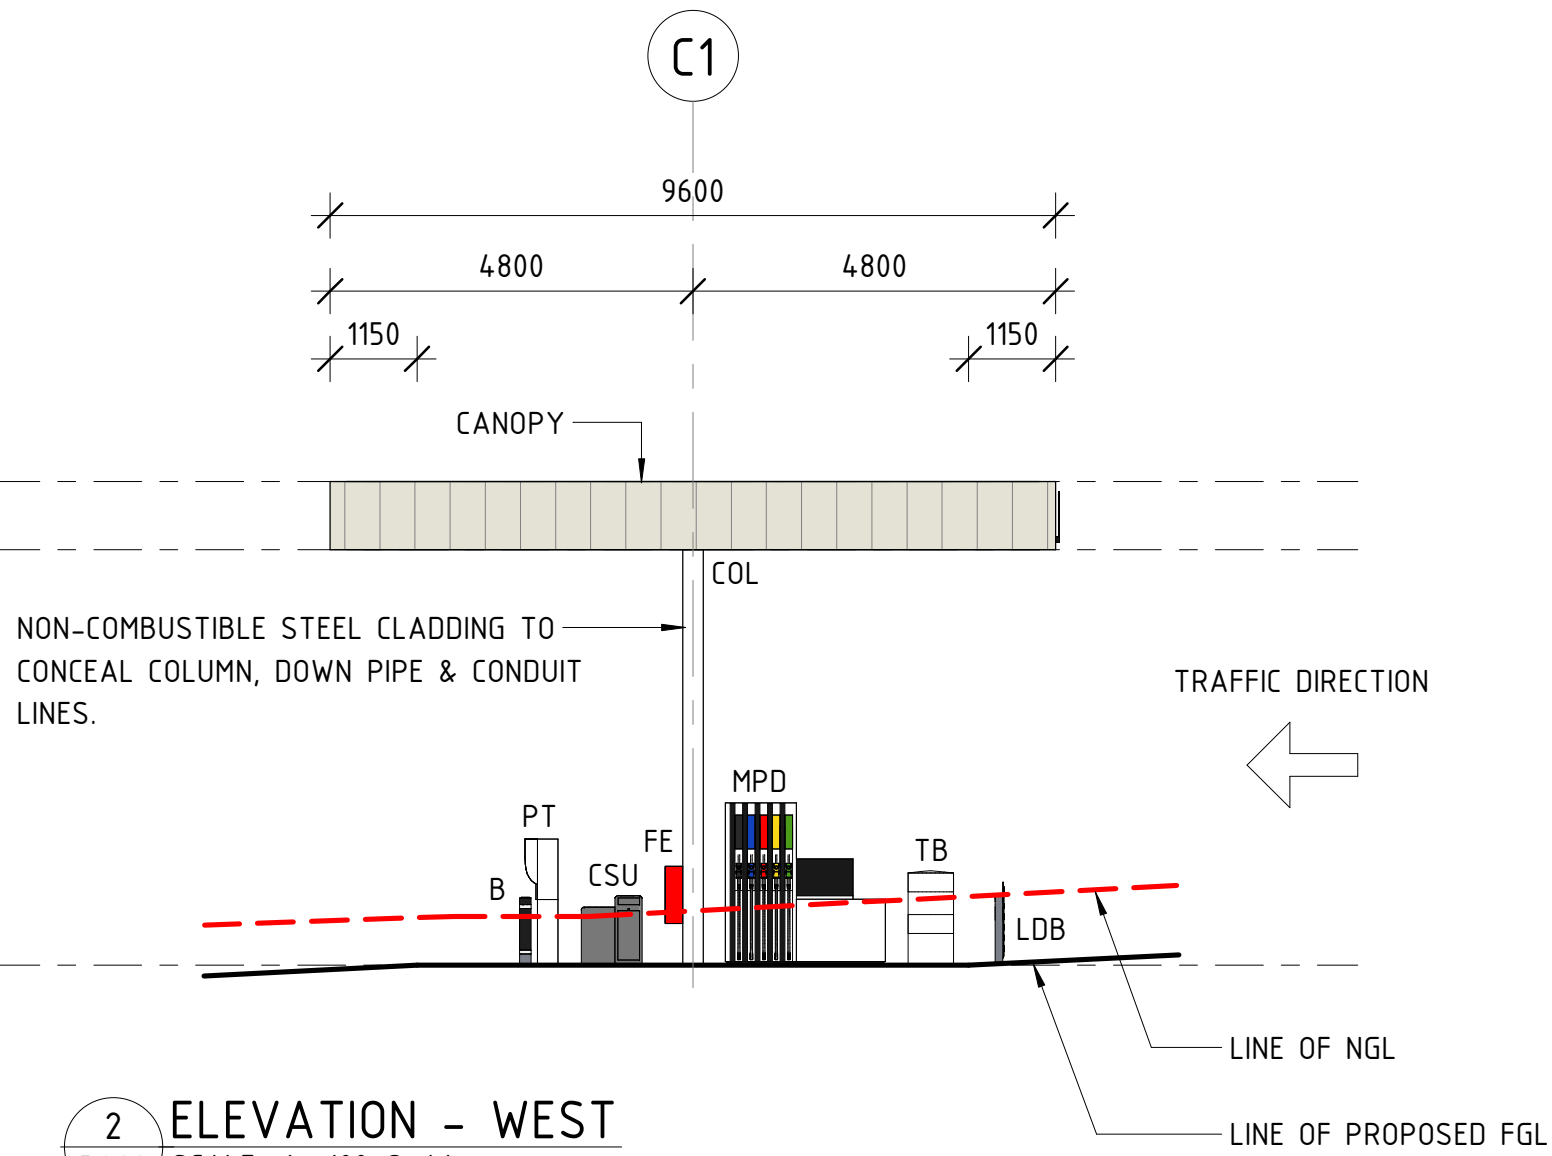 C1
9600
4800
4800
1150
1150
CANOPY
COL
NON-COMBUSTIBLE STEEL CLADDING TO
CONCEAL COLUMN, DOWN PIPE & CONDUIT
LINES.
TRAFFIC DIRECTION
MPD
PT
FE
TB
CSU
B
LDB
LINE OF NGL
LINE OF PROPOSED FGL
2
ELEVATION - WEST